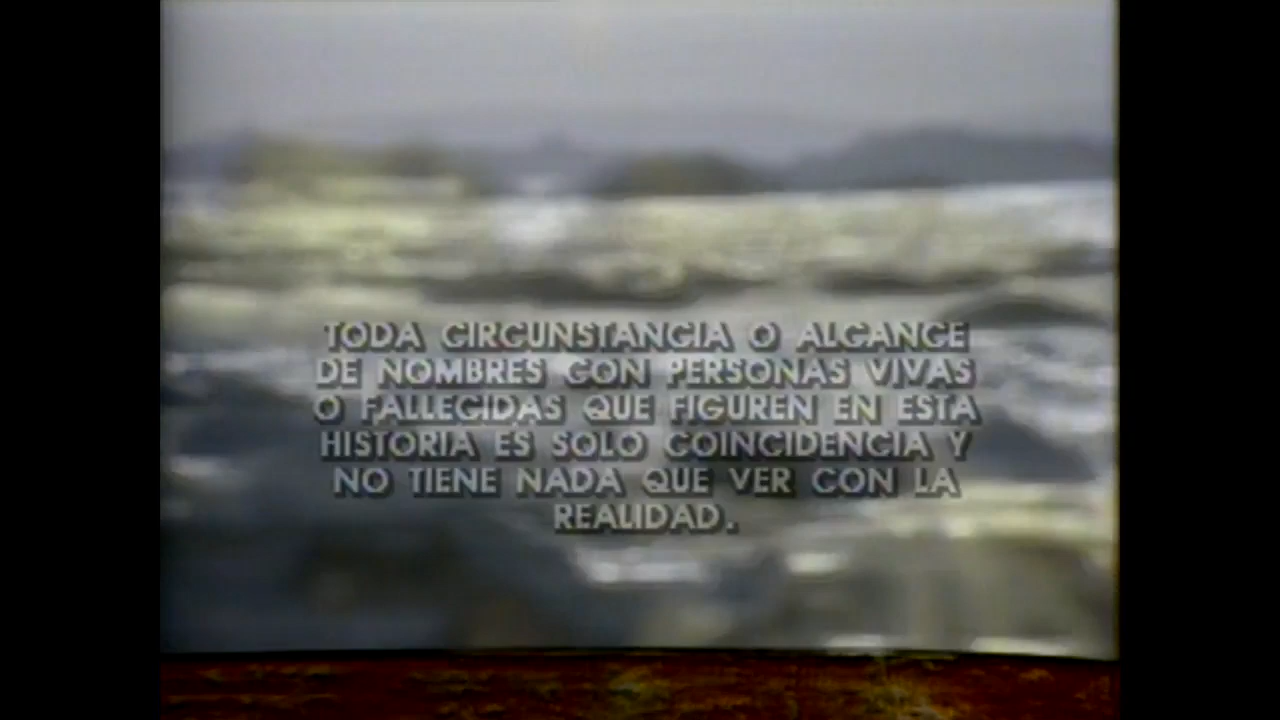 TODA CIRCUNSTANCIA O ALCANCE
DE NOMBRES CON PERSONAS VIVAS
O FALLECIDAS QUE FIGUREN EN ESTA
HISTORIA ES SOLO COINCIDENCIA Y
NO TIENE NADA QUE VER CON LA
REALIDAD.